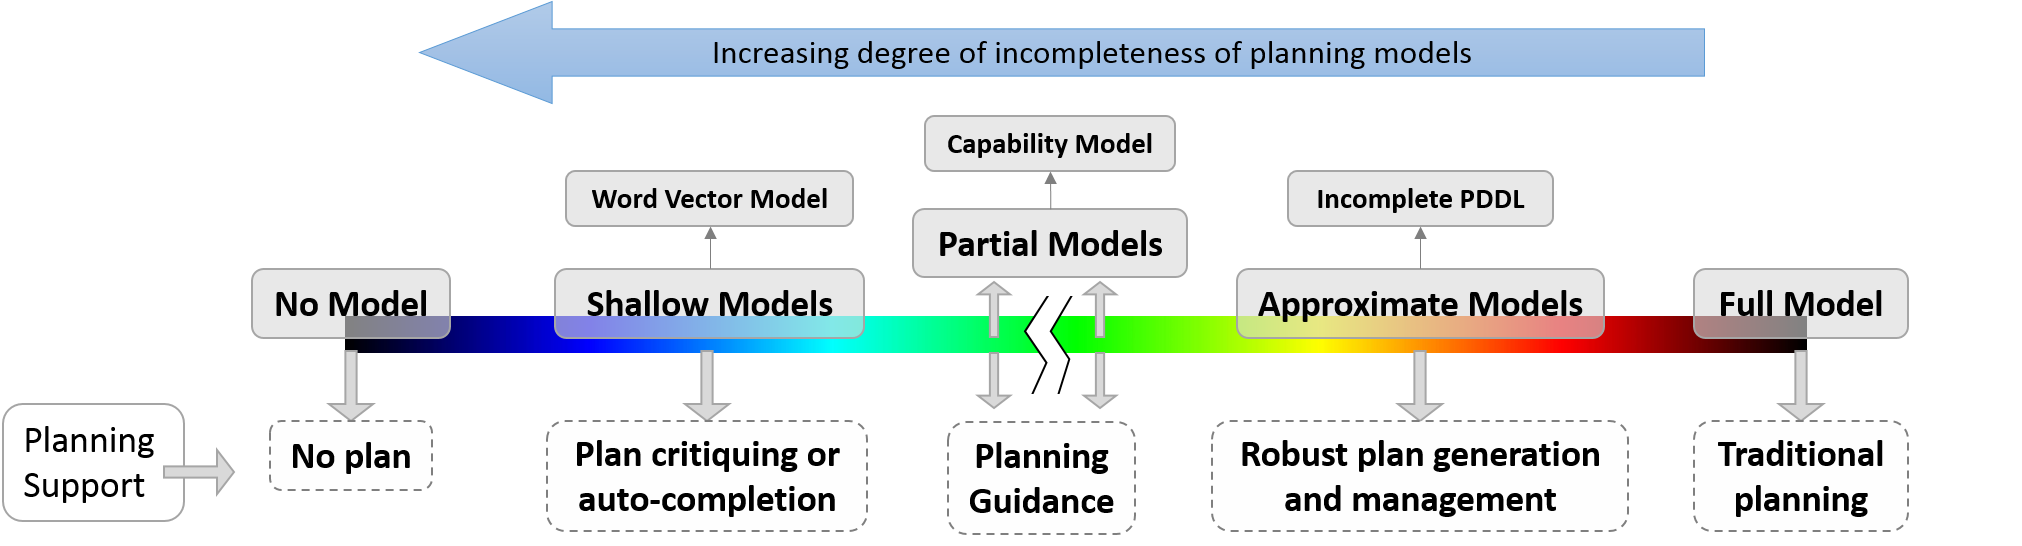 Increasing degree of incompleteness of planning models
Capability Model
Word Vector Model
Incomplete PDDL
Partial Models
No Model
Shallow Models
Approximate Models
Full Model
Planning
Support
No plan
Plan critiquing or
auto-completion
Planning
Guidance
Robust plan generation
and management
Traditional
planning